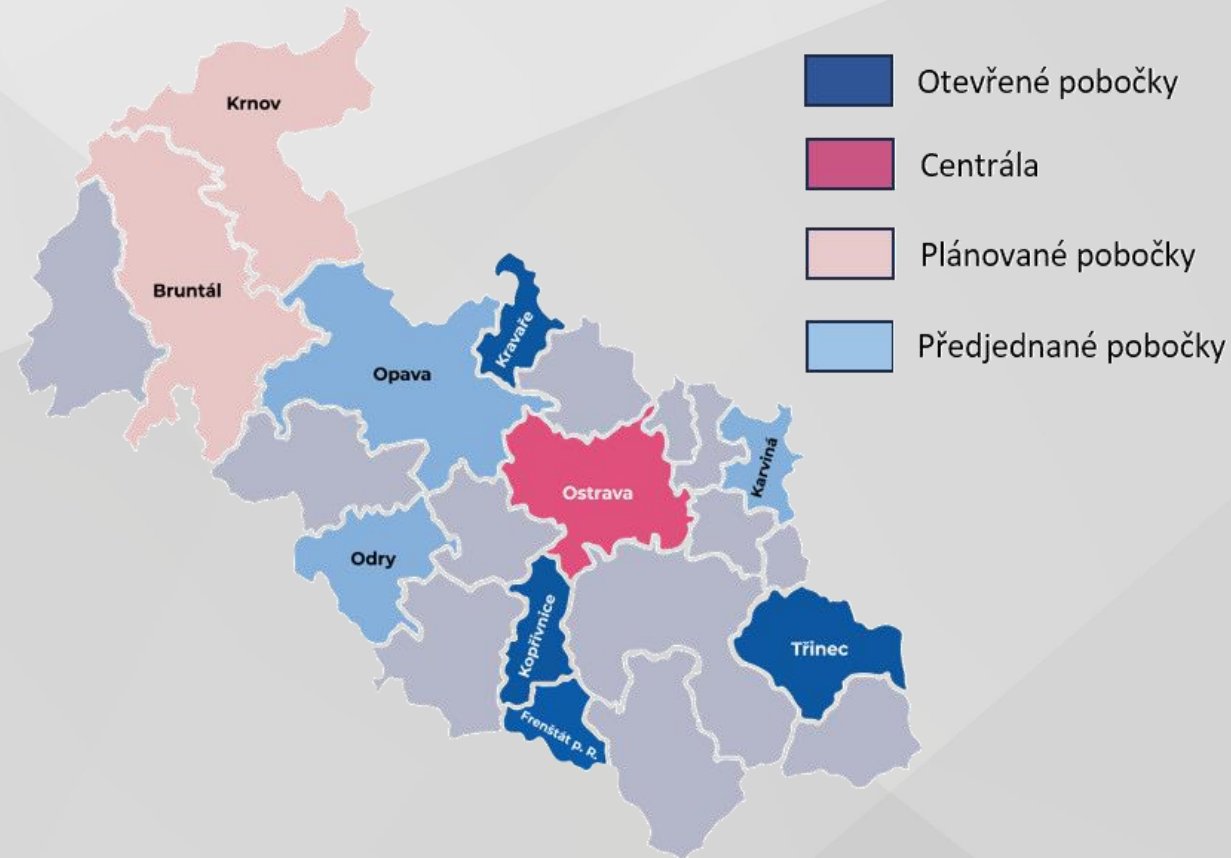 Krnov
Bruntál
Opava
Kravaře
Ostrava
Karviná
Odry
Kopřivnice
Třinec
Frenštát p. R.
Otevřené pobočky
Centrála
Plánované pobočky
Předjednané pobočky